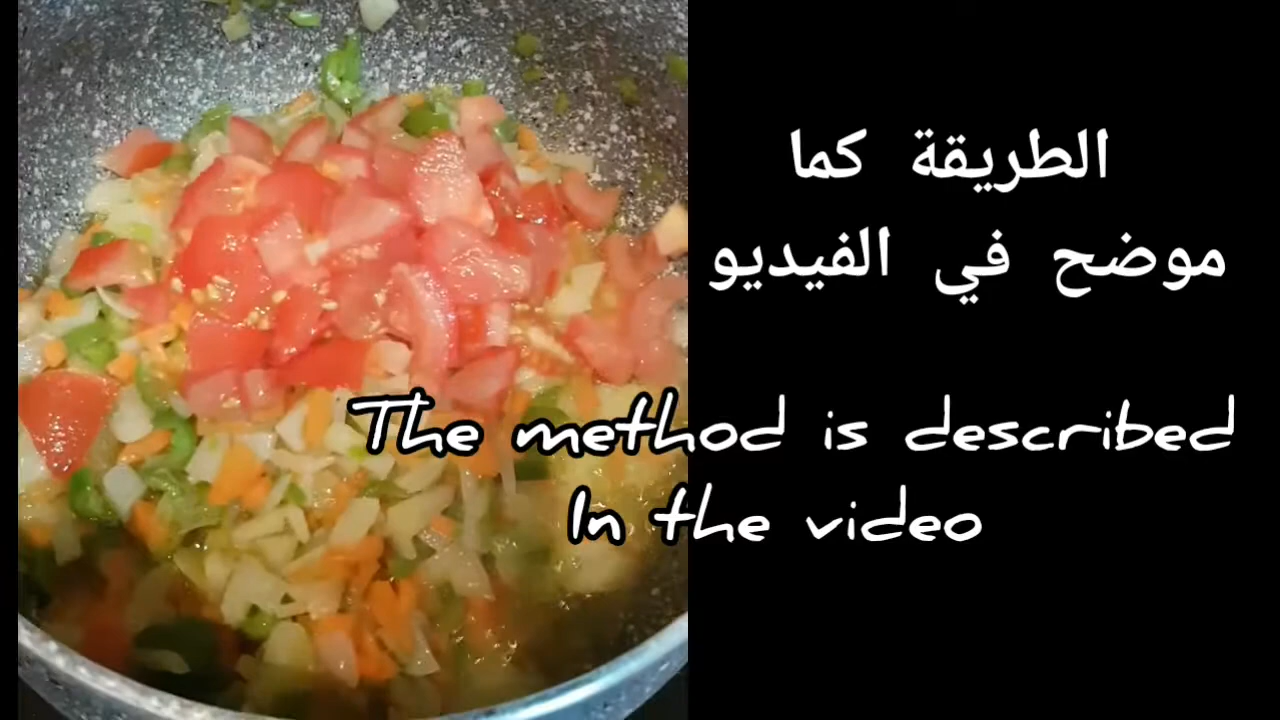 الطريقة كما
موضح في الفيديو
The method is described
In the video